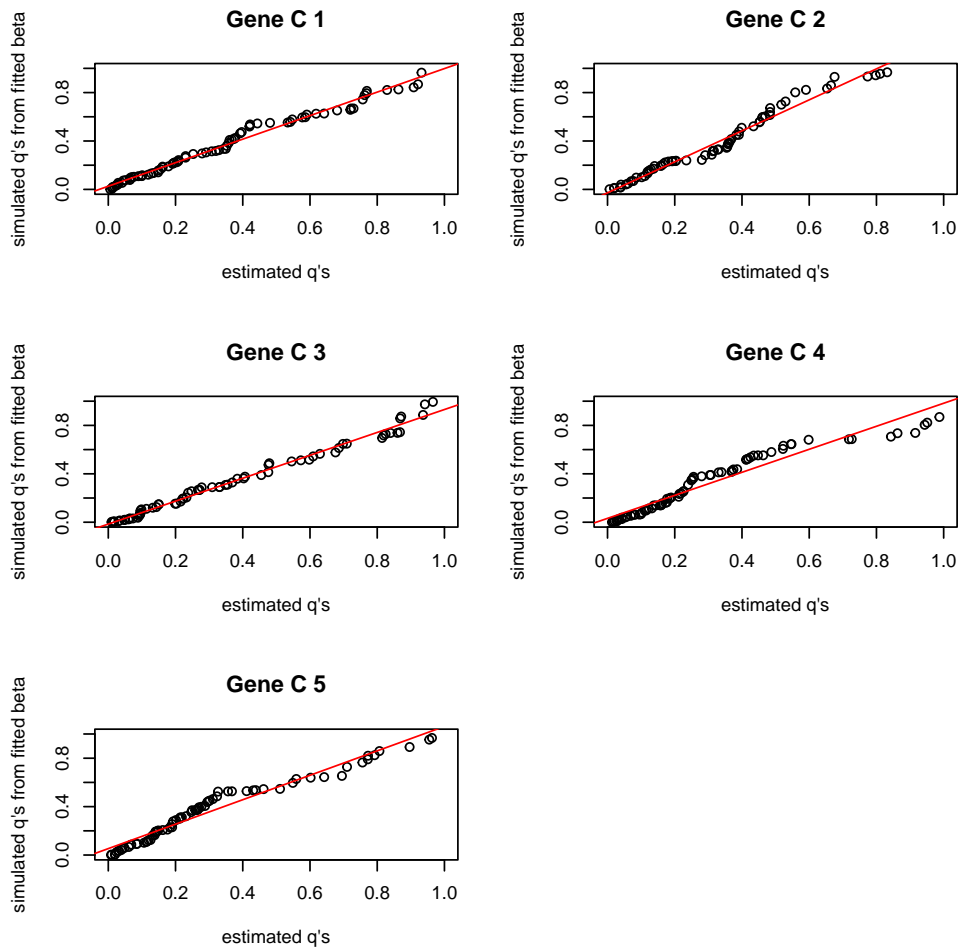 Gene C 1
simulated q's from fitted beta
0.0 0.4 0.8
0.0 0.2 0.4 0.6 0.8 1.0
estimated q's
Gene C 2
simulated q's from fitted beta
0.0 0.4 0.8
0.0 0.2 0.4 0.6 0.8 1.0
estimated q's
Gene C 3
simulated q's from fitted beta
0.0 0.4 0.8
0.0 0.2 0.4 0.6 0.8 1.0
estimated q's
Gene C 4
simulated q's from fitted beta
0.0 0.4 0.8
0.0 0.2 0.4 0.6 0.8 1.0
estimated q's
Gene C 5
simulated q's from fitted beta
0.0 0.4 0.8
0.0 0.2 0.4 0.6 0.8 1.0
estimated q's